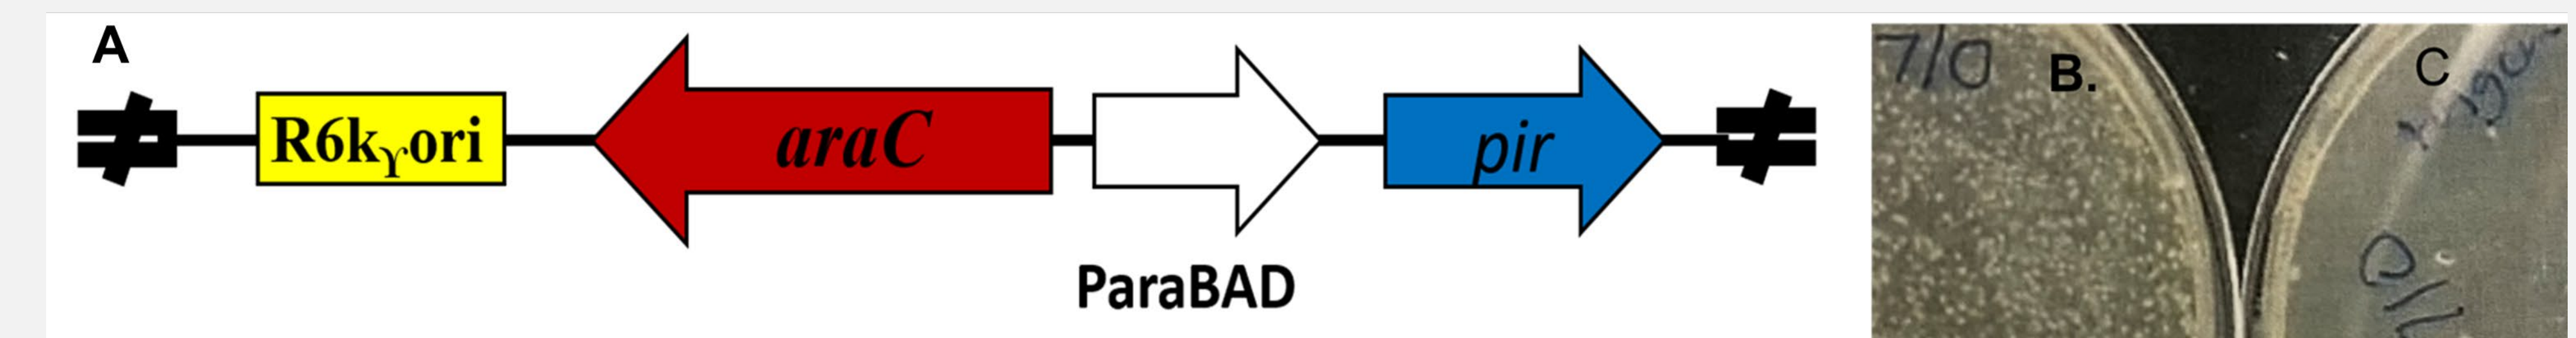 A
R6kγori
araC
pir
ParaBAD
7/0
B.
C